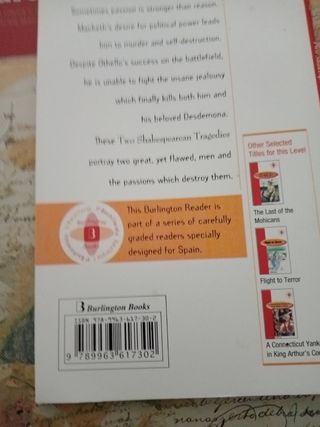 Sometimes passion is stronger than reason.
Macbeth's desire for political power leads
him to murder and self-destruction.
Despite Othello's success on the battlefield,
he is unable to fight the insane jealousy
which finally kills both him and
his beloved Desdemona.
These Two Shakespearean Tragedies
portray two great, yet flawed, men and
the passions which destroy them.
This Burlington Reader is
part of a series of carefully
graded readers specially
designed for Spain.
3
Other Selected
Titles for this Level
The Last of the
Mohicans
Flight to Terror
A Connecticut Yank
in King Arthur's Co
3 Burlington Books
ISBN 978-9963-617-30-2
9 789963 617302